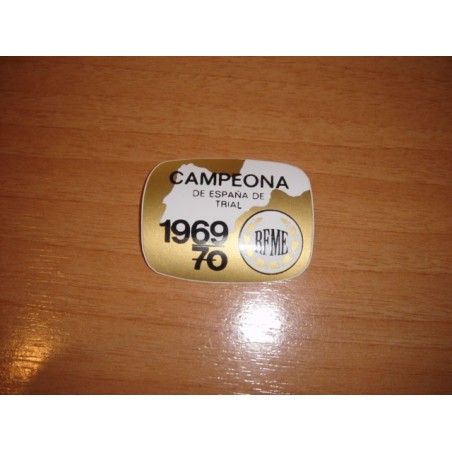 CAMPEONA
DE ESPAÑA DE
TRIAL
1969
70
RFME